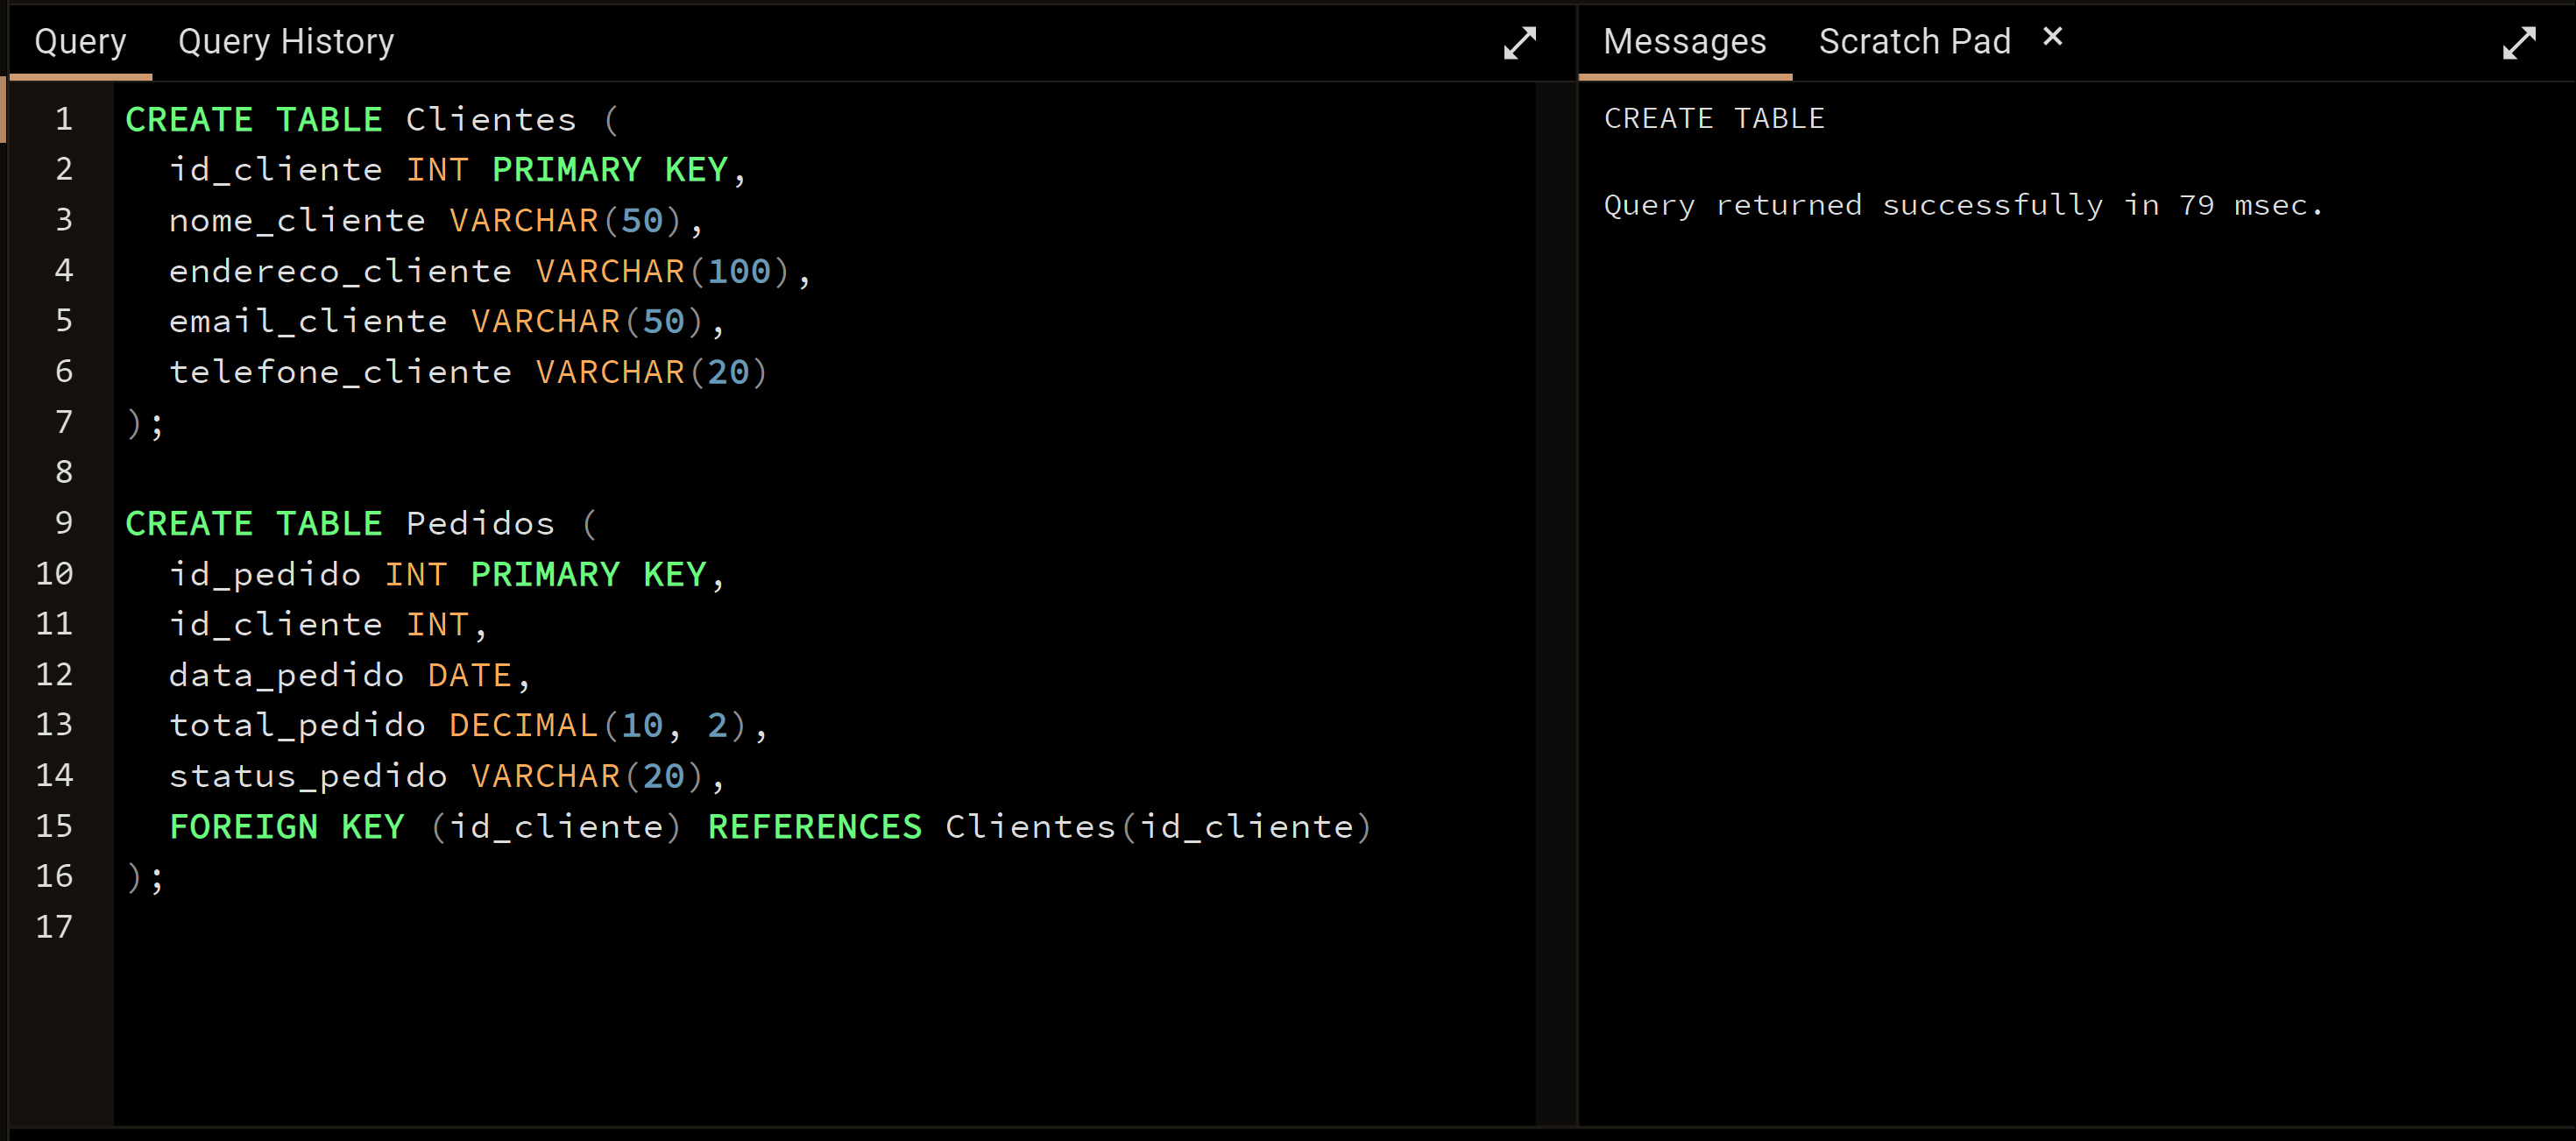 Query Query History
1 CREATE TABLE Clientes (
2 id_cliente INT PRIMARY KEY,
3 nome_cliente VARCHAR(50),
4 endereco_cliente VARCHAR(100),
5 email_cliente VARCHAR(50),
6 telefone_cliente VARCHAR(20)
7 );
8
9 CREATE TABLE Pedidos (
10 id_pedido INT PRIMARY KEY,
11 id_cliente INT,
12 data_pedido DATE,
13 total_pedido DECIMAL(10, 2),
14 status_pedido VARCHAR(20),
15 FOREIGN KEY (id_cliente) REFERENCES Clientes(id_cliente)
16 );
17
Messages Scratch Pad ×
CREATE TABLE
Query returned successfully in 79 msec.